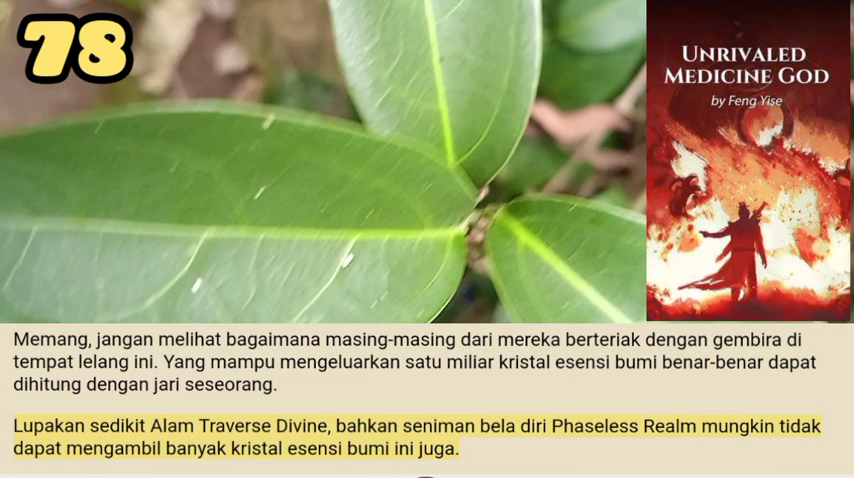 78
UNRIVALED
MEDICINE GOD
by Feng Yise
Memang, jangan melihat bagaimana masing-masing dari mereka berteriak dengan gembira di
tempat lelang ini. Yang mampu mengeluarkan satu miliar kristal esensi bumi benar-benar dapat
dihitung dengan jari seseorang.
Lupakan sedikit Alam Traverse Divine, bahkan seniman bela diri Phaseless Realm mungkin tidak
dapat mengambil banyak kristal esensi bumi ini juga.